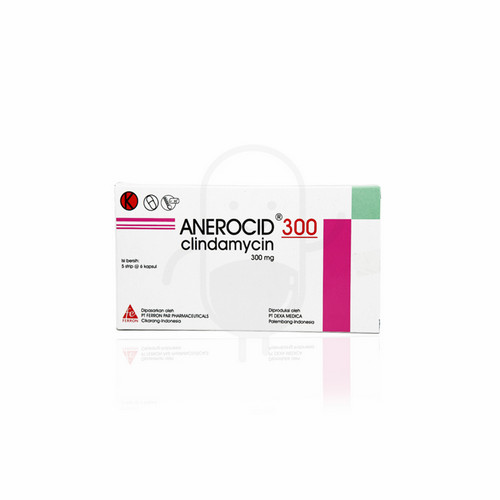 K
ANEROCID® 300
clindamycin
300 mg
Isi bersih:
5 strip @ 6 kapsul
Dipasarkan oleh
PT FERRON PAR PHARMACEUTICALS
Cikarang-Indonesia
FERRON
Diproduksi oleh
PT DEXA MEDICA
Palembang-Indonesia